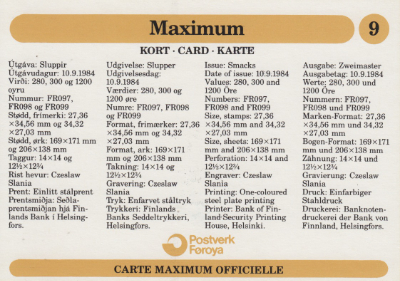 Maximum
9
KORT · CARD · KARTE
Útgáva: Sluppir
Útgávudagur: 10.9.1984
Virði: 280, 300 og 1200
oyru
Nummur: FR097,
FR098 og FR099
Stødd, frímerki: 27,36
×34,56 mm og 34,32
×27,03 mm
Stødd, ørk: 169×171 mm
og 206×138 mm
Taggur: 14×14 og
12½×12¾
Rist hevur: Czeslaw
Slania
Prent: Einlitt stálprent
Prentsmiðja: Seðla-
prentsmiðjan hjá Fin-
lands Bank í Helsing-
fors.
Udgivelse: Slupper
Udgivelsesdag:
10.9.1984
Værdier: 280, 300 og
1200 øre
Numre: FR097, FR098
og FR099
Format, frimærker: 27,36
×34,56 mm og 34,32
×27,03 mm
Format, ark: 169×171
mm og 206×138 mm
Takning: 14×14 og
12½×12¾
Gravering: Czeslaw
Slania
Tryk: Enfarvet ståltryk
Trykkeri: Finlands
Banks Seddeltrykkeri,
Helsingfors.
Issue: Smacks
Date of issue: 10.9.1984
Values: 280, 300 and
1200 Øre
Numbers: FR097,
FR098 and FR099
Size, stamps: 27,36
×34,56 mm and 34,32
×27,03 mm
Size, sheets: 169×171
mm and 206×138 mm
Perforation: 14×14 and
12½×12¾
Engraver: Czeslaw
Slania
Printing: One-coloured
steel plate printing
Printer: Bank of Fin-
land Security Printing
House, Helsinki.
Ausgabe: Zweimaster
Ausgabetag: 10.9.1984
Werte: 280, 300 und
1200 Öre
Nummern: FR097,
FR098 und FR099
Marken-Format: 27,36
×34,56 mm und 34,32
×27,03 mm
Bogen-Format: 169×171
mm und 206×138 mm
Zähnung: 14×14 und
12½×12¾
Gravierung: Czeslaw
Slania
Druck: Einfarbiger
Stahldruck
Druckerei: Banknoten-
druckerei der Bank von
Finnland, Helsingfors.
Postverk
Føroya
CARTE MAXIMUM OFFICIELLE